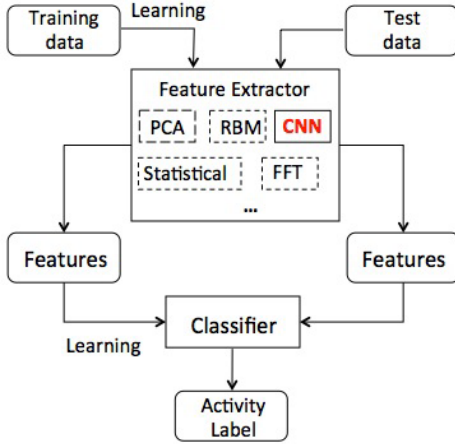 Training
data
Learning
Test
data
Feature Extractor
PCA
RBM
CNN
Statistical
FFT
...
Features
Features
Learning
Classifier
Activity
Label